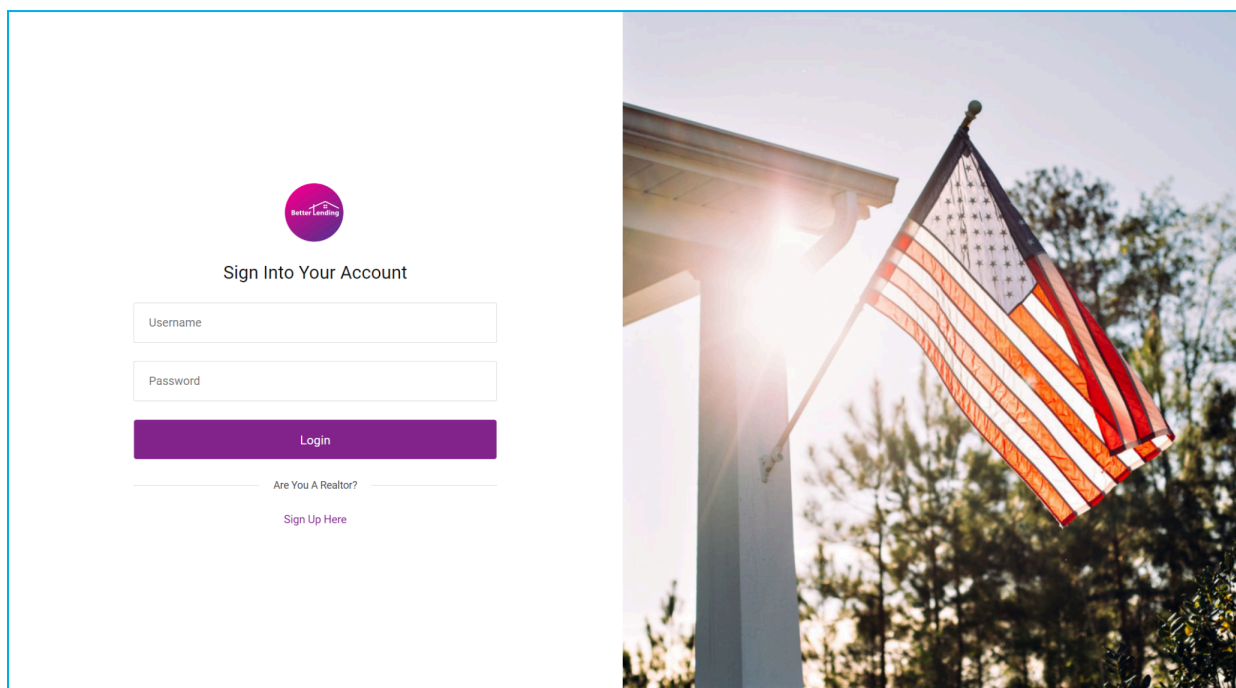 Better Lending
Sign Into Your Account
Username
Password
Login
Are You A Realtor?
Sign Up Here